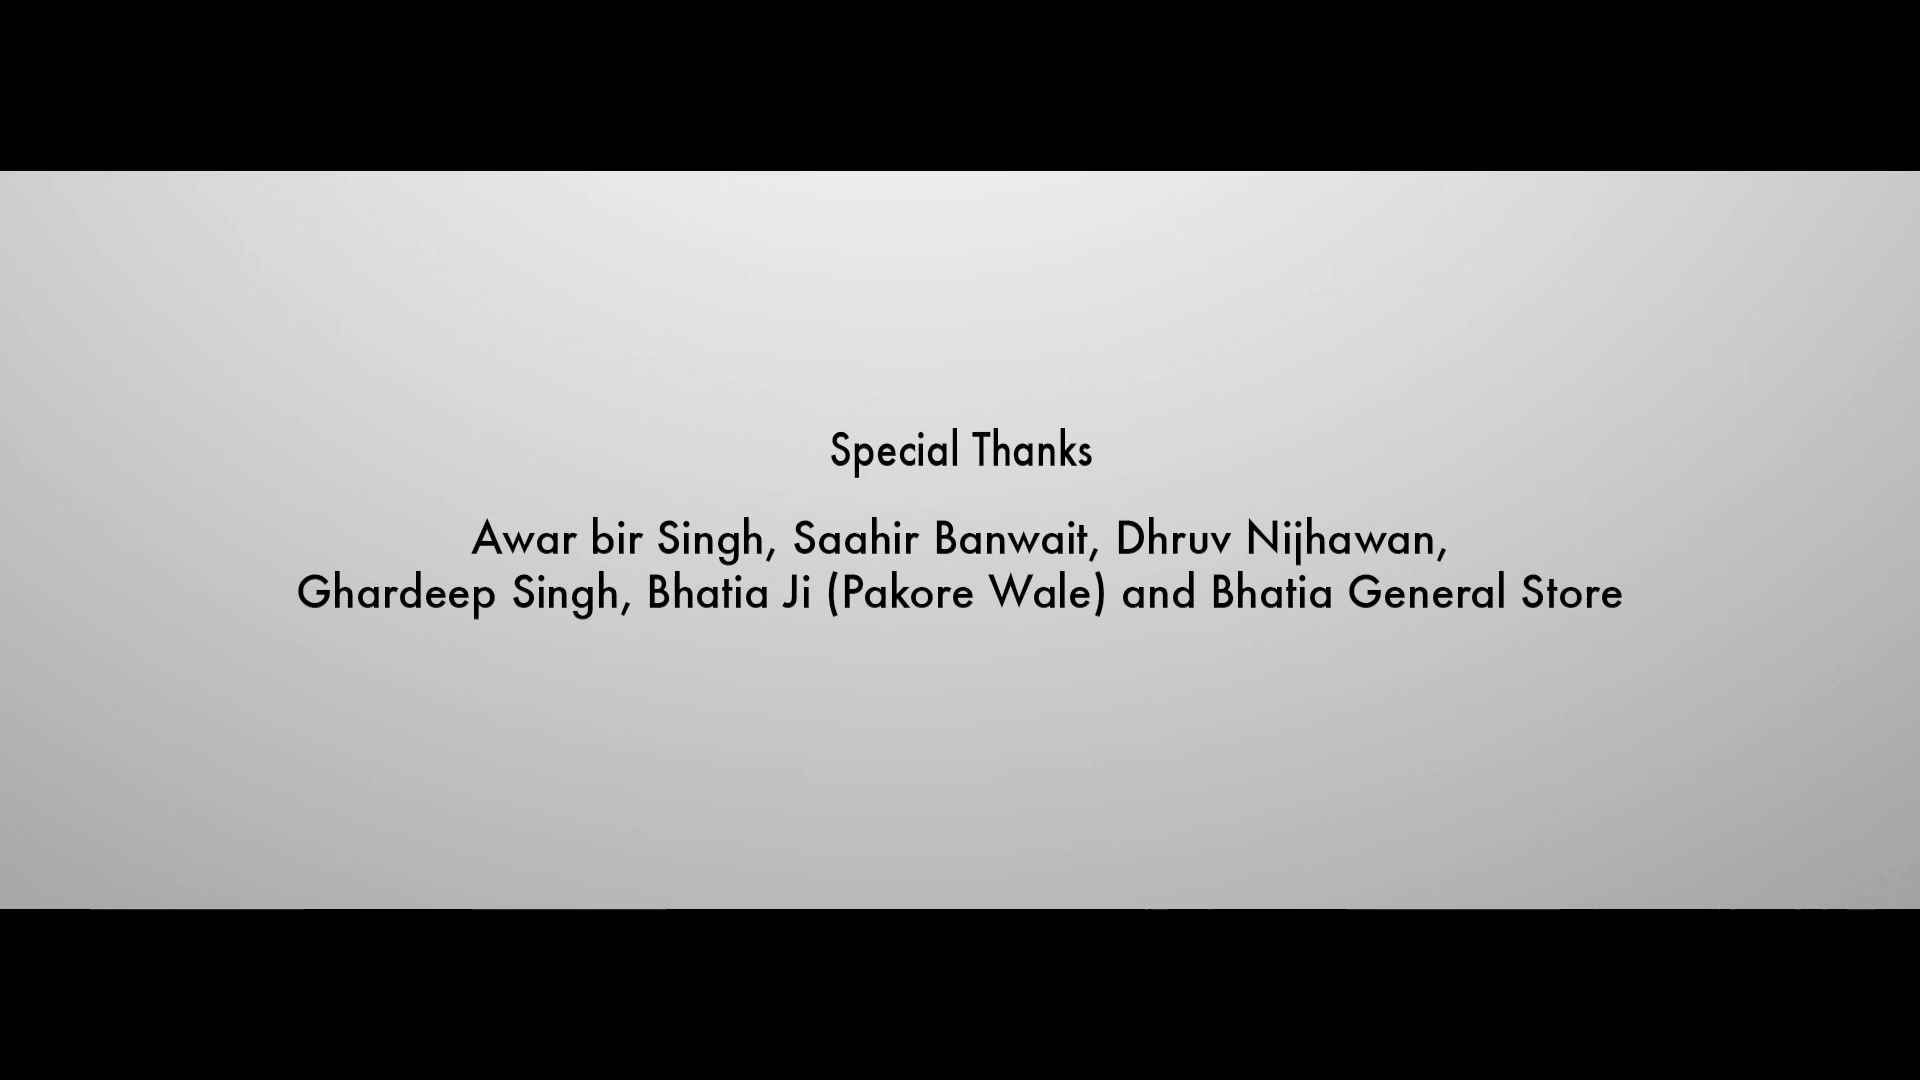 Special Thanks
Awar bir Singh, Saahir Banwait, Dhruv Nijhawan,
Ghardeep Singh, Bhatia Ji (Pakore Wale) and Bhatia General Store